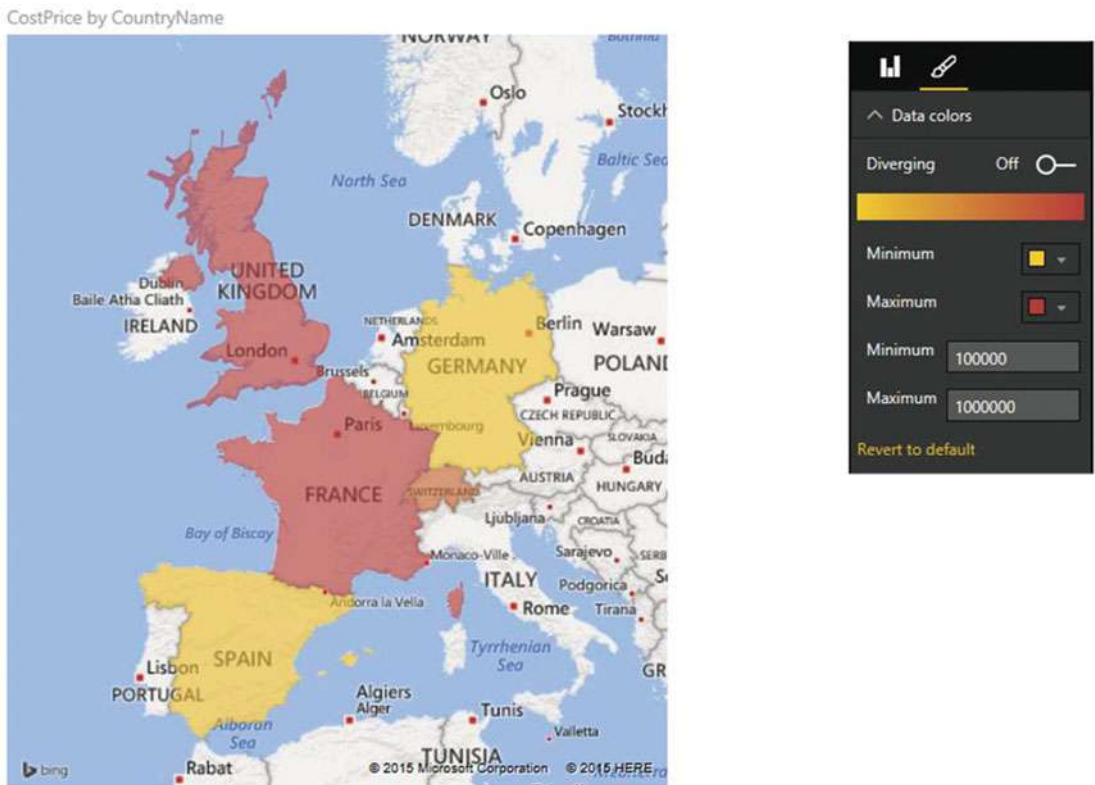 CostPrice by CountryName
NORWAY
Bothnia
Oslo
Stockh
Baltic Sea
North Sea
DENMARK
Copenhagen
UNITED
KINGDOM
Dublin
Baile Atha Cliath
IRELAND
NETHERLANDS
Amsterdam
Berlin
Warsaw
London
GERMANY
POLAND
Brussels
BELGIUM
Prague
CZECH REPUBLIC
Paris
Luxembourg
Vienna
SLOVAKIA
Buda
AUSTRIA
HUNGARY
FRANCE
SWITZERLAND
Ljubljana
CROATIA
Bay of Biscay
Monaco-Ville
Sarajevo
SERB
ITALY
Podgorica
Andorra la Vella
Rome
Tirana
Tyrrhenian
Sea
SPAIN
Lisbon
PORTUGAL
GR
Algiers
Alger
Tunis
Alboran
Sea
Valletta
TUNISIA
bing
Rabat
© 2015 Microsoft Corporation © 2015 HERE
Data colors
Diverging Off
Minimum
Maximum
Minimum 100000
Maximum 1000000
Revert to default